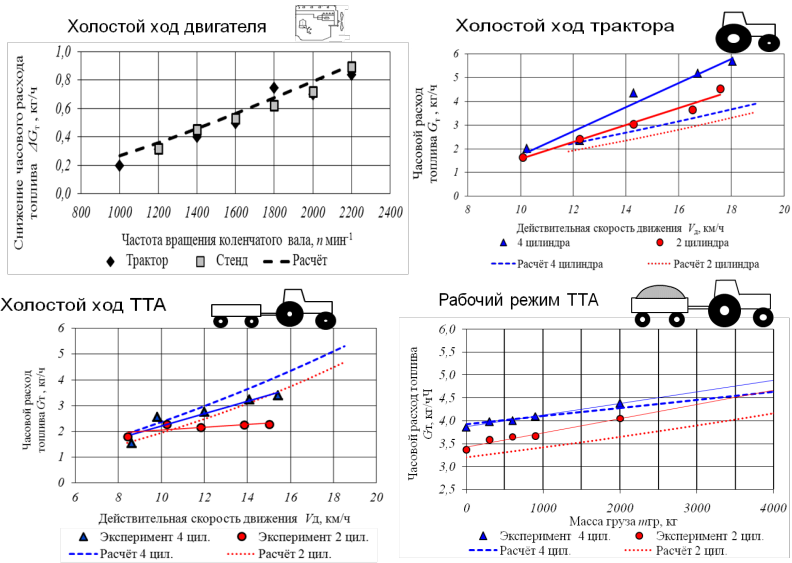 Холостой ход двигателя
Снижение часового расхода
топлива ΔGт , кг/ч
1,0
0,8
0,6
0,4
0,2
0,0
800 1000 1200 1400 1600 1800 2000 2200 2400
Частота вращения коленчатого вала, n мин-1
Трактор Стенд Расчёт
Холостой ход трактора
Часовой расход
топлива Gт , кг/ч
6
5
4
3
2
1
0
10 12 14 16 18 20
Действительная скорость движения Vд, км/ч
4 цилиндра 2 цилиндра
Расчёт 4 цилиндра Расчёт 2 цилиндра
Холостой ход ТТА
Часовой расход
топлива Gт , кг/ч
6
5
4
3
2
1
0
6 8 10 12 14 16 18 20
Действительная скорость движения Vд, км/ч
Эксперимент 4 цил. Эксперимент 2 цил.
Расчёт 4 цил. Расчёт 2 цил.
Рабочий режим ТТА
Часовой расход топлива
Gт, кг/чЧ
6,0
5,5
5,0
4,5
4,0
3,5
3,0
2,5
0 1000 2000 3000 4000
Масса груза mгр, кг
Эксперимент 4 цил. Эксперимент 2 цил.
Расчёт 4 цил. Расчёт 2 цил.